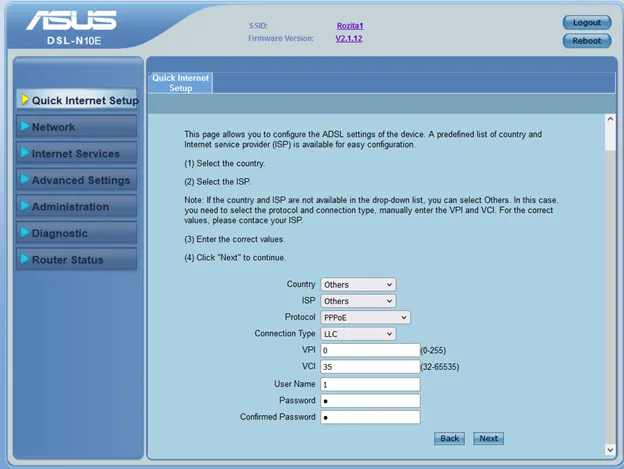 ASUS
DSL-N10E
SSID: Rozita1
Firmware Version: V2.1.12
Logout
Reboot
Quick Internet Setup
Network
Internet Services
Advanced Settings
Administration
Diagnostic
Router Status
Quick Internet
Setup
This page allows you to configure the ADSL settings of the device. A predefined list of country and
Internet service provider (ISP) is available for easy configuration.
(1) Select the country.
(2) Select the ISP.
Note: If the country and ISP are not available in the drop-down list, you can select Others. In this case,
you need to select the protocol and connection type, manually enter the VPI and VCI. For the correct
values, please contace your ISP.
(3) Enter the correct values.
(4) Click "Next" to continue.
Country Others
ISP Others
Protocol PPPoE
Connection Type LLC
VPI 0 (0-255)
VCI 35 (32-65535)
User Name 1
Password ●
Confirmed Password ●
Back Next